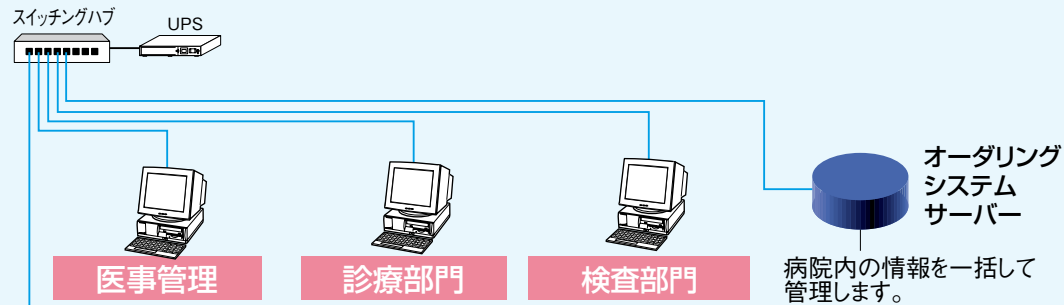 スイッチングハブ
UPS
オーダリング
システム
サーバー
医事管理
診療部門
検査部門
病院内の情報を一括して
管理します。